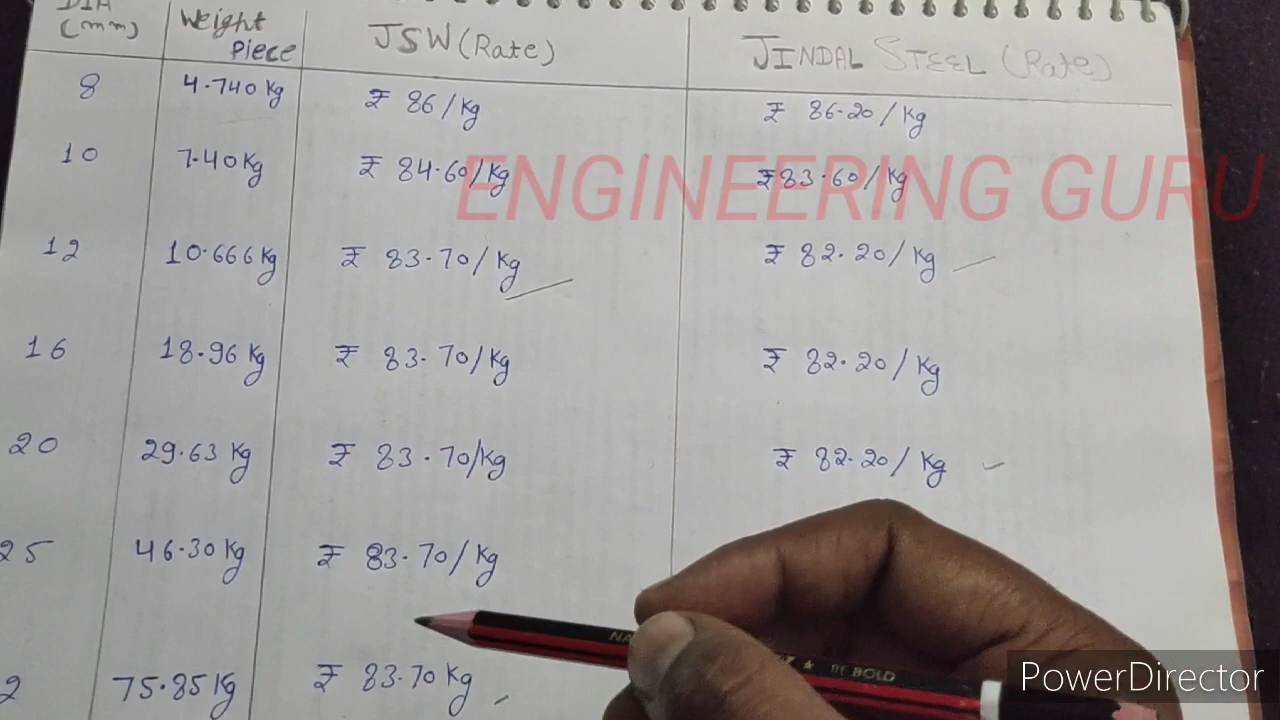 DIA
(mm)
Weight
Piece
JSW (Rate)
JINDAL STEEL (Rate)
8 4.740 Kg ₹ 86/Kg ₹ 86.20/Kg
10 7.40 Kg ₹ 84.60/Kg ₹83.60/Kg
ENGINEERING GURU
12 10.666 Kg ₹ 83.70/Kg ₹ 82.20/Kg
16 18.96 Kg ₹ 83.70/Kg ₹ 82.20/Kg
20 29.63 Kg ₹ 83.70/Kg ₹ 82.20/Kg
25 46.30 Kg ₹ 83.70/Kg
2 75.85 Kg ₹ 83.70 Kg
BE BOLD
PowerDirector